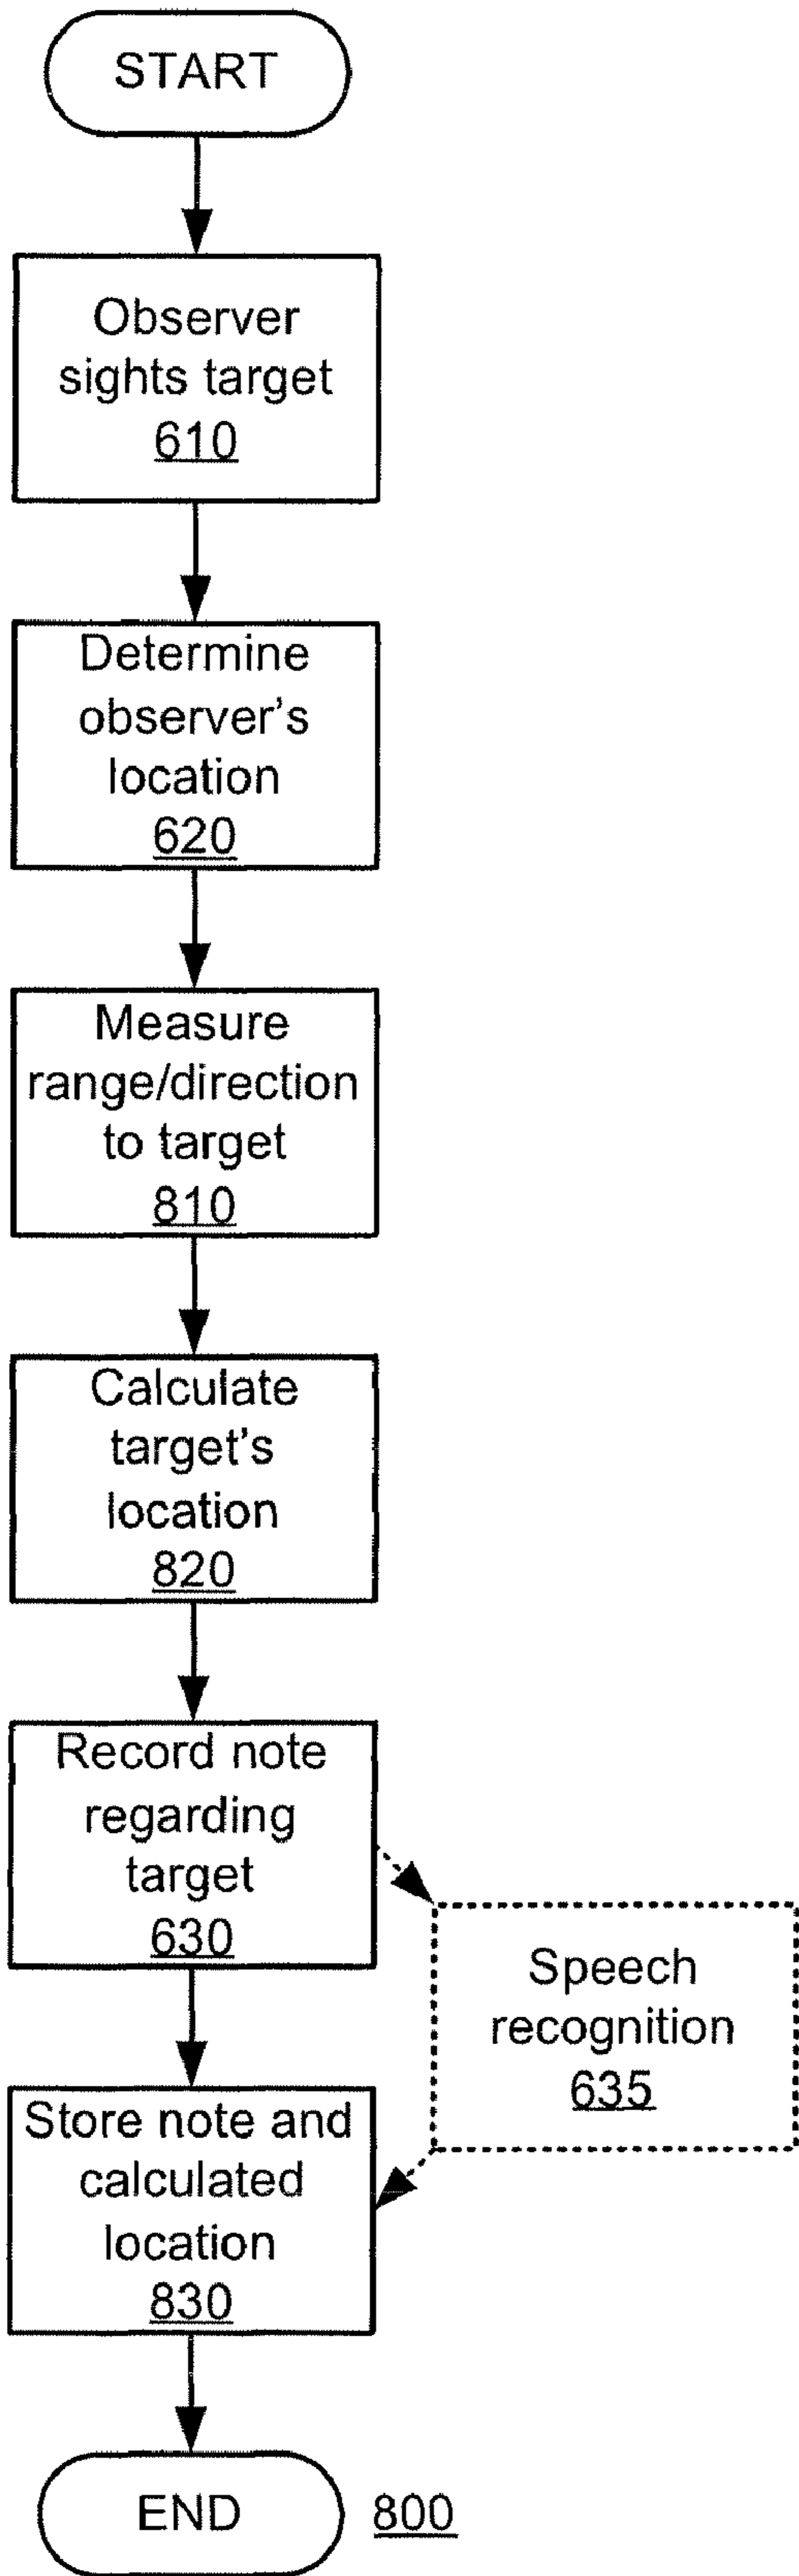 START
Observer
sights target
610
Determine
observer's
location
620
Measure
range/direction
to target
810
Calculate
target's
location
820
Record note
regarding
target
630
Speech
recognition
635
Store note and
calculated
location
830
END
800